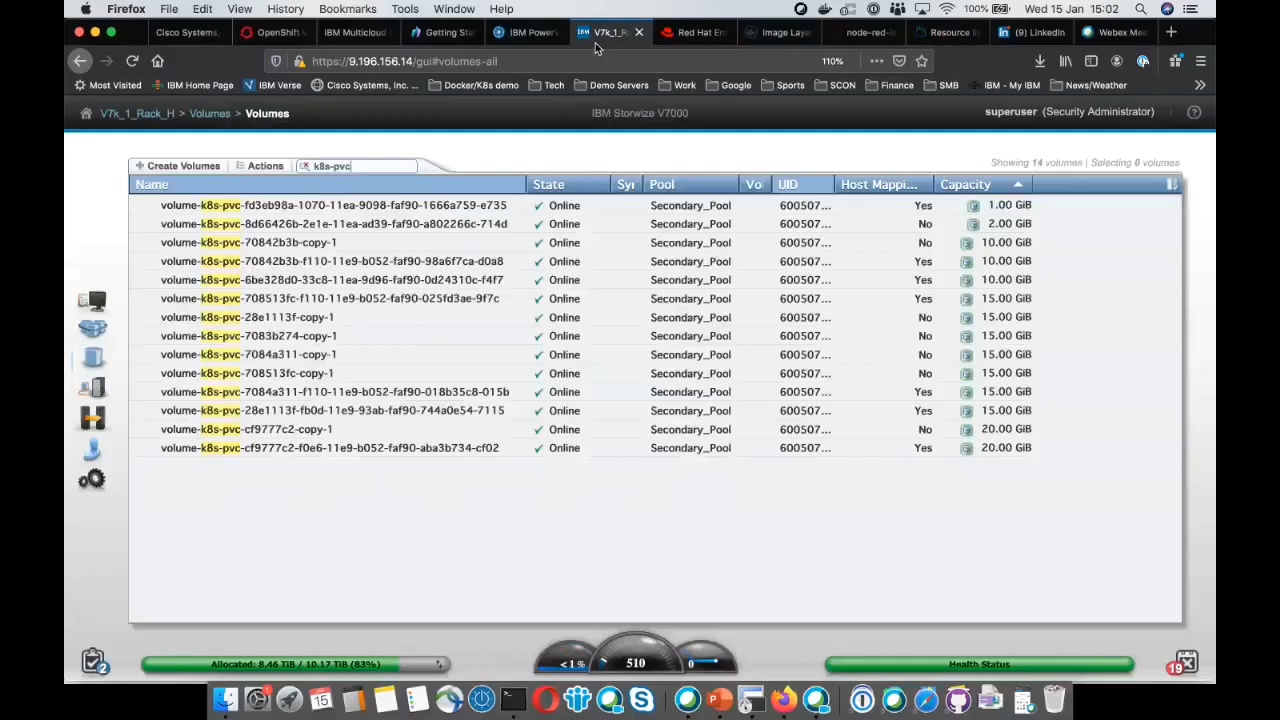 Firefox File Edit View History Bookmarks Tools Window Help 100% Wed 15 Jan 15:02
Cisco Systems, OpenShift IBM Multicloud Getting Sta IBM Power V7k_1_R Red Hat En Image Laye node-red-is Resource li (9) LinkedIn Webex Mee
https://9.196.156.14/gui#volumes-all 110%
Most Visited IBM Home Page IBM Verse Cisco Systems, Inc. ... Docker/K8s demo Tech Demo Servers Work Google Sports SCON Finance SMB IBM - My IBM News/Weather
V7k_1_Rack_H > Volumes > Volumes IBM Storwize V7000 superuser (Security Administrator)
Create Volumes Actions k8s-pvc Showing 14 volumes | Selecting 0 volumes
Name State Syn Pool Vo UID Host Mappi... Capacity
volume-k8s-pvc-fd3eb98a-1070-11ea-9098-faf90-1666a759-e735 Online Secondary_Pool 600507... Yes 1.00 GiB
volume-k8s-pvc-8d66426b-2e1e-11ea-ad39-faf90-a802266c-714d Online Secondary_Pool 600507... No 2.00 GiB
volume-k8s-pvc-70842b3b-copy-1 Online Secondary_Pool 600507... No 10.00 GiB
volume-k8s-pvc-70842b3b-f110-11e9-b052-faf90-98a6f7ca-d0a8 Online Secondary_Pool 600507... Yes 10.00 GiB
volume-k8s-pvc-6be328d0-33c8-11ea-9d96-faf90-0d24310c-f4f7 Online Secondary_Pool 600507... Yes 10.00 GiB
volume-k8s-pvc-708513fc-f110-11e9-b052-faf90-025fd3ae-9f7c Online Secondary_Pool 600507... Yes 15.00 GiB
volume-k8s-pvc-28e1113f-copy-1 Online Secondary_Pool 600507... No 15.00 GiB
volume-k8s-pvc-7083b274-copy-1 Online Secondary_Pool 600507... No 15.00 GiB
volume-k8s-pvc-7084a311-copy-1 Online Secondary_Pool 600507... No 15.00 GiB
volume-k8s-pvc-708513fc-copy-1 Online Secondary_Pool 600507... No 15.00 GiB
volume-k8s-pvc-7084a311-f110-11e9-b052-faf90-018b35c8-015b Online Secondary_Pool 600507... Yes 15.00 GiB
volume-k8s-pvc-28e1113f-fb0d-11e9-93ab-faf90-744a0e54-7115 Online Secondary_Pool 600507... Yes 15.00 GiB
volume-k8s-pvc-cf9777c2-copy-1 Online Secondary_Pool 600507... No 20.00 GiB
volume-k8s-pvc-cf9777c2-f0e6-11e9-b052-faf90-aba3b734-cf02 Online Secondary_Pool 600507... Yes 20.00 GiB
2 Allocated: 8.46 TiB / 10.17 TiB (83%) <1% 510 0 Health Status 19
15